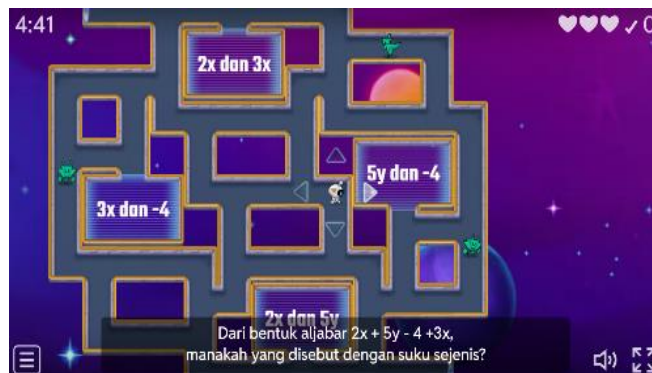 4:41
0
2x dan 3x
5y dan -4
3x dan -4
2x dan 5y
Dari bentuk aljabar 2x + 5y - 4 +3x,
manakah yang disebut dengan suku sejenis?